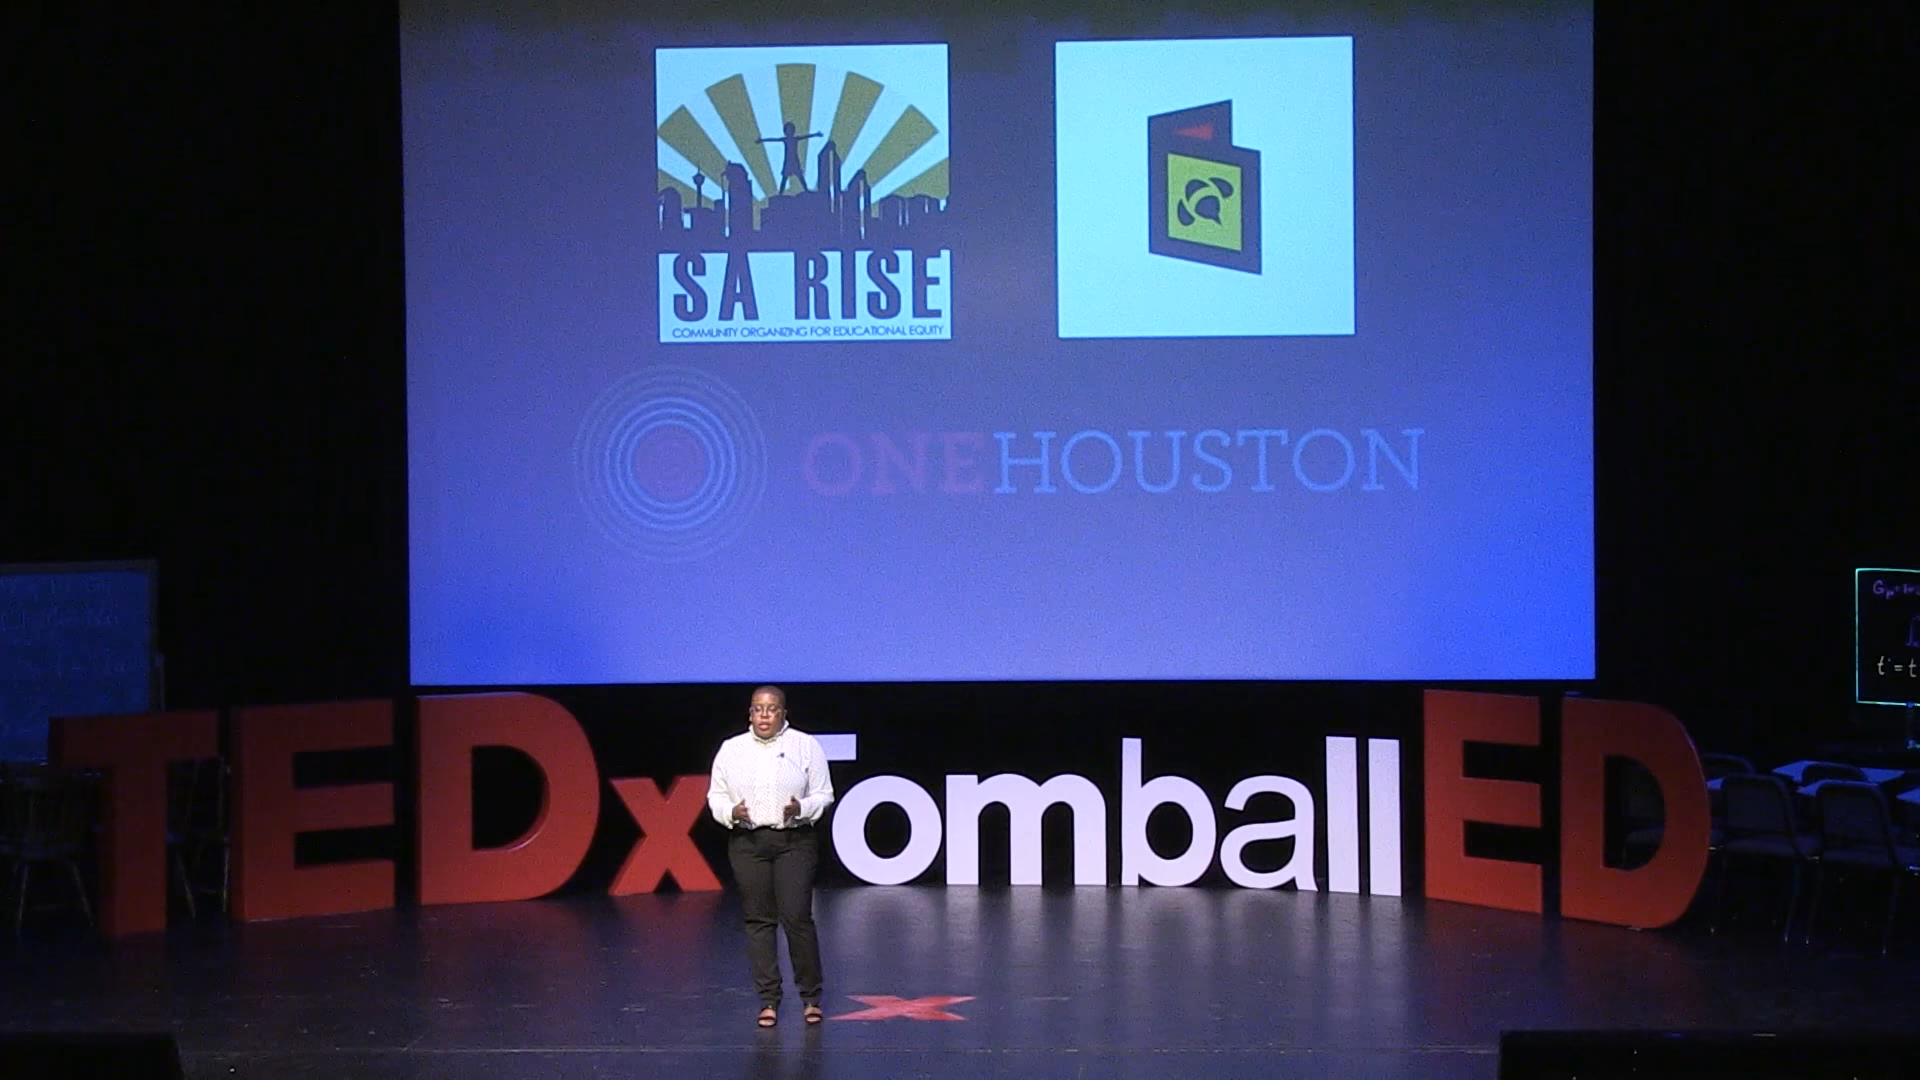 SA RISE
COMMUNITY ORGANIZING FOR EDUCATIONAL EQUITY
ONEHOUSTON
TEDxTomballED